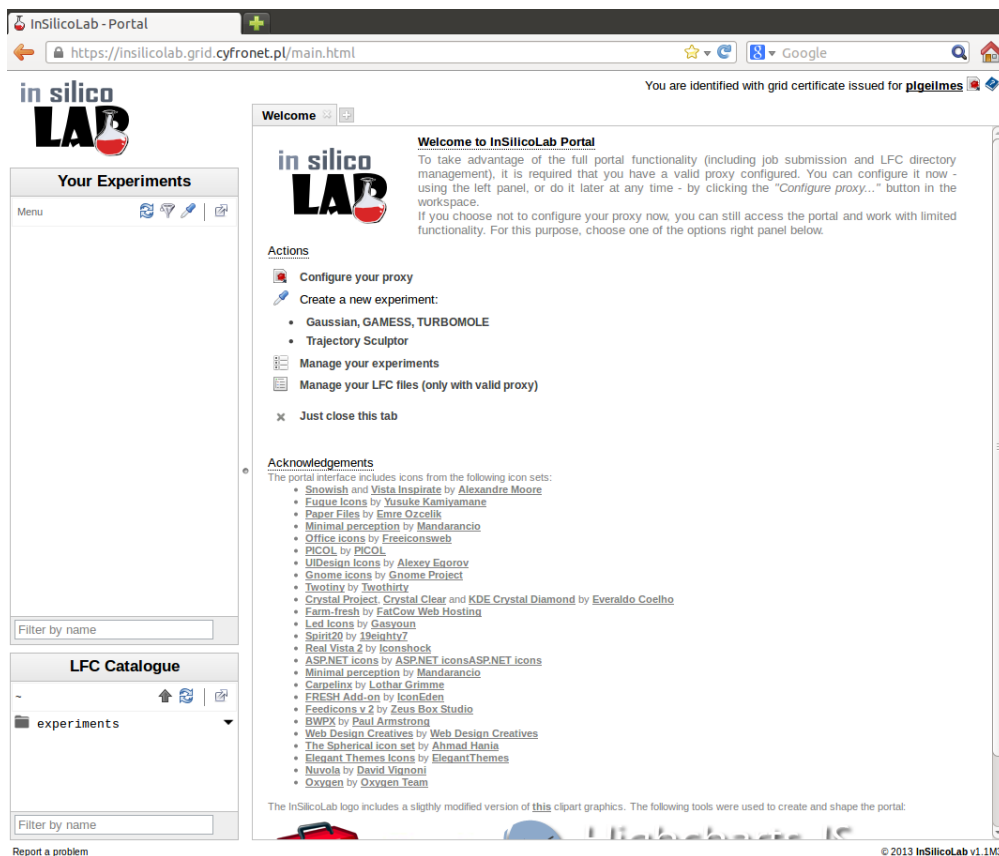 InSilicoLab - Portal
https://insilicolab.grid.cyfronet.pl/main.html
Google
You are identified with grid certificate issued for plgeilmes
in silico
LAB
Welcome
Your Experiments
Menu
Filter by name
LFC Catalogue
~
experiments
Filter by name
Report a problem
in silico
LAB
Welcome to InSilicoLab Portal
To take advantage of the full portal functionality (including job submission and LFC directory
management), it is required that you have a valid proxy configured. You can configure it now -
using the left panel, or do it later at any time - by clicking the "Configure proxy..." button in the
workspace.
If you choose not to configure your proxy now, you can still access the portal and work with limited
functionality. For this purpose, choose one of the options right panel below.
Actions
Configure your proxy
Create a new experiment:
• Gaussian, GAMESS, TURBOMOLE
• Trajectory Sculptor
Manage your experiments
Manage your LFC files (only with valid proxy)
Just close this tab
Acknowledgements
The portal interface includes icons from the following icon sets:
• Snowish and Vista Inspirate by Alexandre Moore
• Fugue Icons by Yusuke Kamiyamane
• Paper Files by Emre Ozcelik
• Minimal perception by Mandarancio
• Office icons by Freeiconsweb
• PICOL by PICOL
• UIDesign Icons by Alexey Egorov
• Gnome icons by Gnome Project
• Twotiny by Twothirty
• Crystal Project, Crystal Clear and KDE Crystal Diamond by Everaldo Coelho
• Farm-fresh by FatCow Web Hosting
• Led Icons by Gasyoun
• Spirit20 by 19eighty7
• Real Vista 2 by Iconshock
• ASP.NET icons by ASP.NET iconsASP.NET icons
• Minimal perception by Mandarancio
• Carpelinx by Lothar Grimme
• FRESH Add-on by IconEden
• Feedicons v 2 by Zeus Box Studio
• BWPX by Paul Armstrong
• Web Design Creatives by Web Design Creatives
• The Spherical icon set by Ahmad Hania
• Elegant Themes Icons by ElegantThemes
• Nuvola by David Vignoni
• Oxygen by Oxygen Team
The InSilicoLab logo includes a sligthly modified version of this clipart graphics. The following tools were used to create and shape the portal:
Highcharts JS
© 2013 InSilicoLab v1.1M3